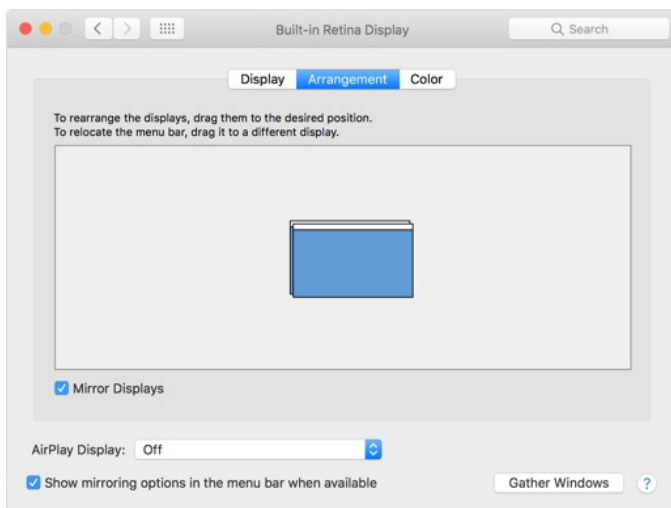 Built-in Retina Display
Search
Display Arrangement Color
To rearrange the displays, drag them to the desired position.
To relocate the menu bar, drag it to a different display.
Mirror Displays
AirPlay Display: Off
Show mirroring options in the menu bar when available
Gather Windows
?